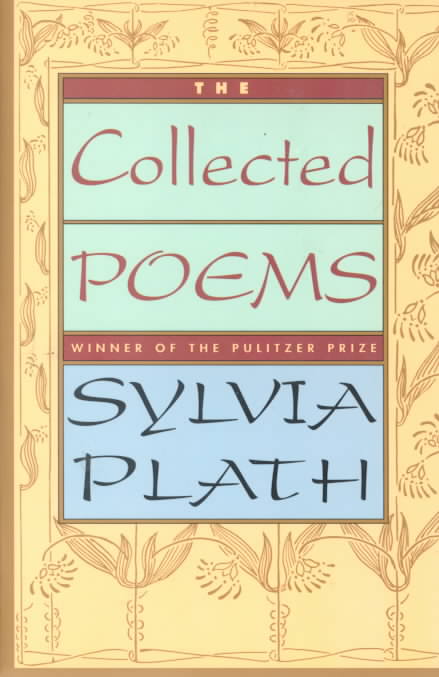 THE
Collected
POEMS
WINNER OF THE PULITZER PRIZE
SYLVIA
PLATH